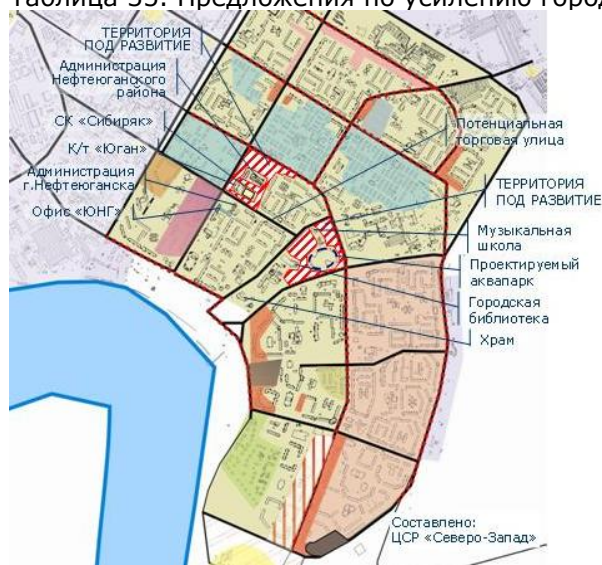 Таблица 35. Предложения по усилению город
ТЕРРИТОРИЯ
ПОД РАЗВИТИЕ
Администрация
Нефтеюганского
района
СК «Сибиряк»
К/т «Юган»
Администрация
г.Нефтеюганска
Офис «ЮНГ»
Потенциальная
торговая улица
ТЕРРИТОРИЯ
ПОД РАЗВИТИЕ
Музыкальная
школа
Проектируемый
аквапарк
Городская
библиотека
Храм
Составлено:
ЦСР «Северо-Запад»